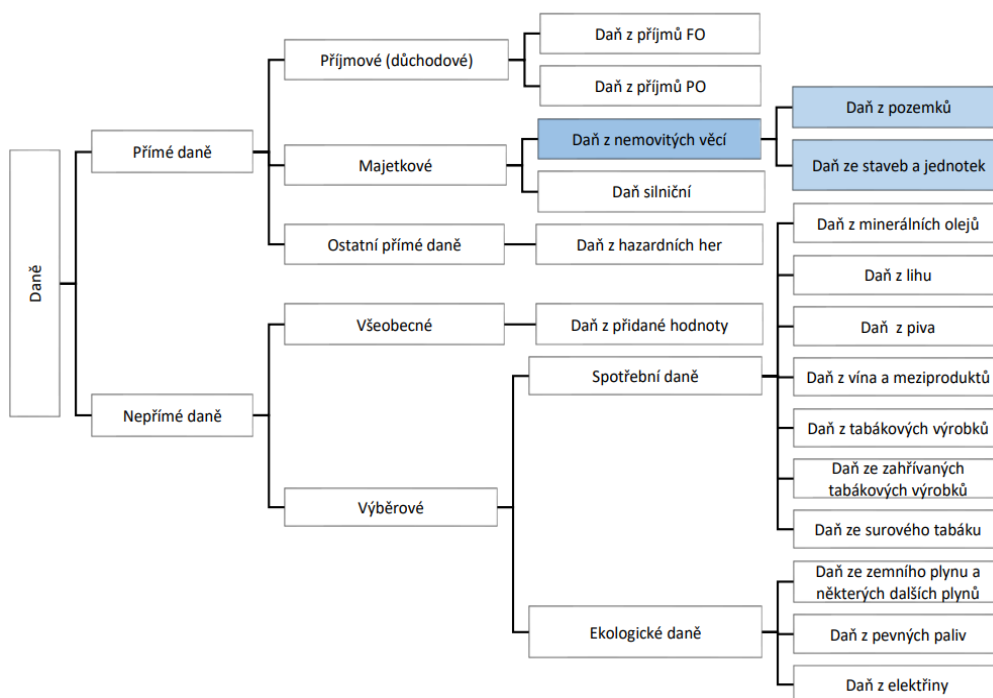 Daně
Přímé daně
Příjmové (důchodové)
Daň z příjmů FO
Daň z příjmů PO
Majetkové
Daň z nemovitých věcí
Daň z pozemků
Daň ze staveb a jednotek
Daň silniční
Ostatní přímé daně
Daň z hazardních her
Nepřímé daně
Všeobecné
Daň z přidané hodnoty
Výběrové
Spotřební daně
Daň z minerálních olejů
Daň z lihu
Daň z piva
Daň z vína a meziproduktů
Daň z tabákových výrobků
Daň ze zahřívaných
tabákových výrobků
Daň ze surového tabáku
Ekologické daně
Daň ze zemního plynu a
některých dalších plynů
Daň z pevných paliv
Daň z elektřiny